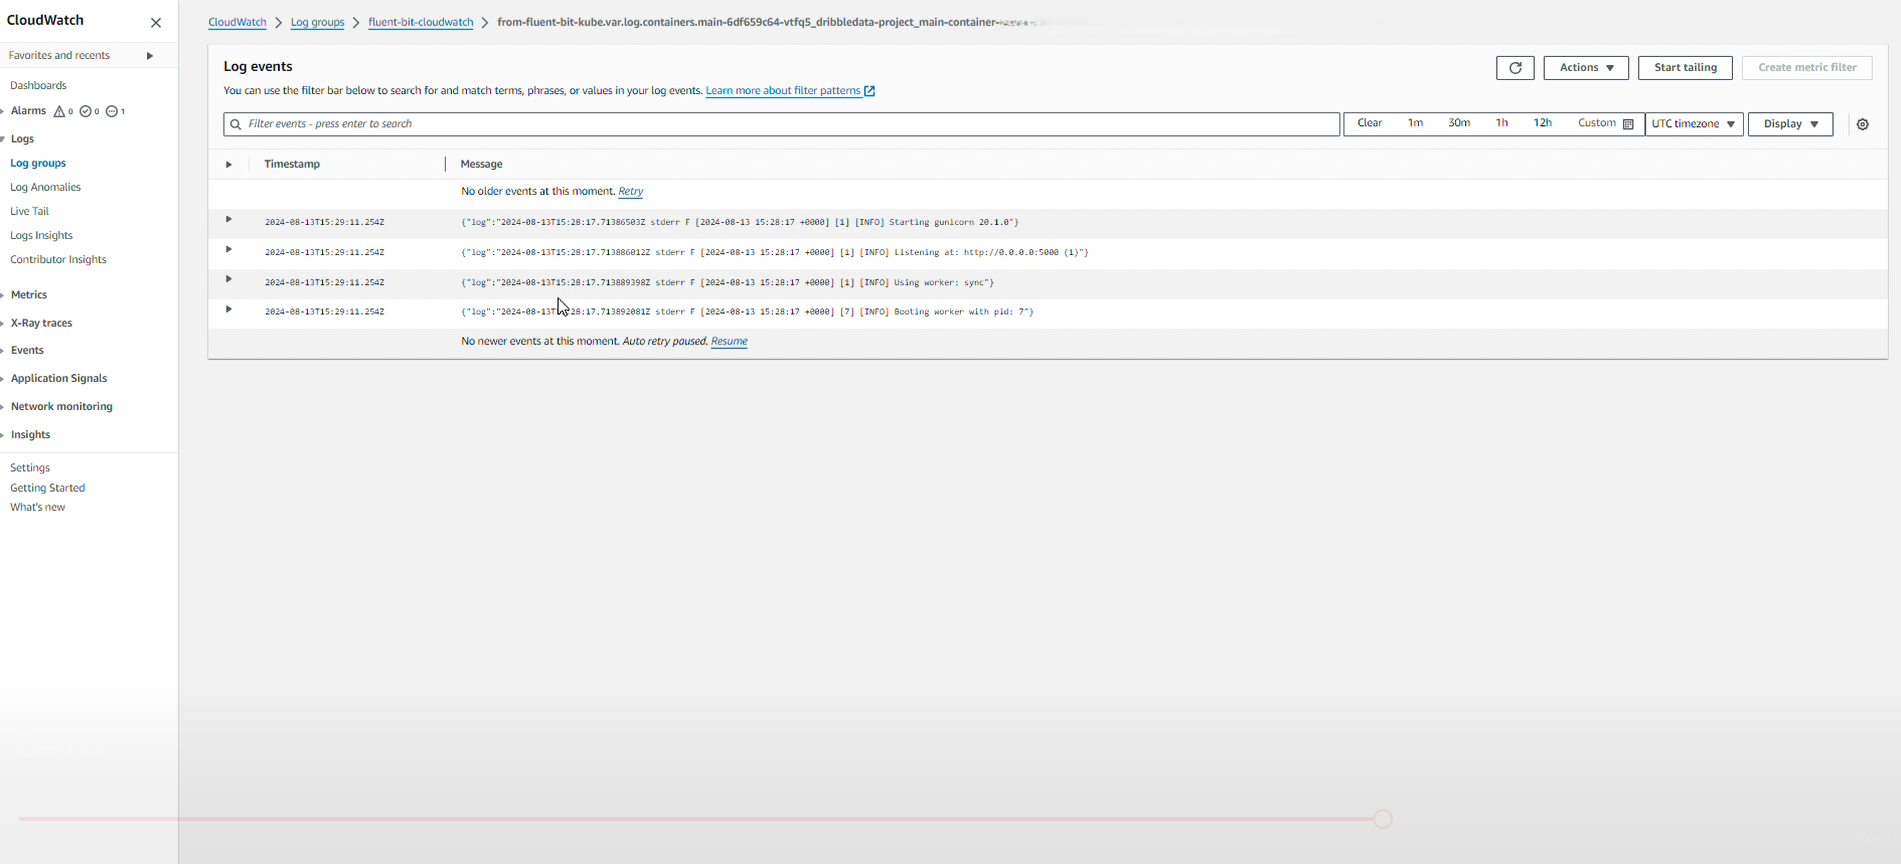 CloudWatch
Favorites and recents
Dashboards
Alarms 0 0 1
Logs
Log groups
Log Anomalies
Live Tail
Logs Insights
Contributor Insights
Metrics
X-Ray traces
Events
Application Signals
Network monitoring
Insights
Settings
Getting Started
What's new
CloudWatch > Log groups > fluent-bit-cloudwatch > from-fluent-bit-kube.var.log.containers.main-6df659c64-vtfq5_dribbledata-project_main-container-
Log events
Actions Start tailing Create metric filter
You can use the filter bar below to search for and match terms, phrases, or values in your log events. Learn more about filter patterns
Filter events - press enter to search Clear 1m 30m 1h 12h Custom UTC timezone Display
Timestamp Message
No older events at this moment. Retry
2024-08-13T15:29:11.254Z {"log":"2024-08-13T15:28:17.71386503Z stderr F [2024-08-13 15:28:17 +0000] [1] [INFO] Starting gunicorn 20.1.0"}
2024-08-13T15:29:11.254Z {"log":"2024-08-13T15:28:17.713886012Z stderr F [2024-08-13 15:28:17 +0000] [1] [INFO] Listening at: http://0.0.0.0:5000 (1)"}
2024-08-13T15:29:11.254Z {"log":"2024-08-13T15:28:17.713889398Z stderr F [2024-08-13 15:28:17 +0000] [1] [INFO] Using worker: sync"}
2024-08-13T15:29:11.254Z {"log":"2024-08-13T15:28:17.713892081Z stderr F [2024-08-13 15:28:17 +0000] [7] [INFO] Booting worker with pid: 7"}
No newer events at this moment. Auto retry paused. Resume